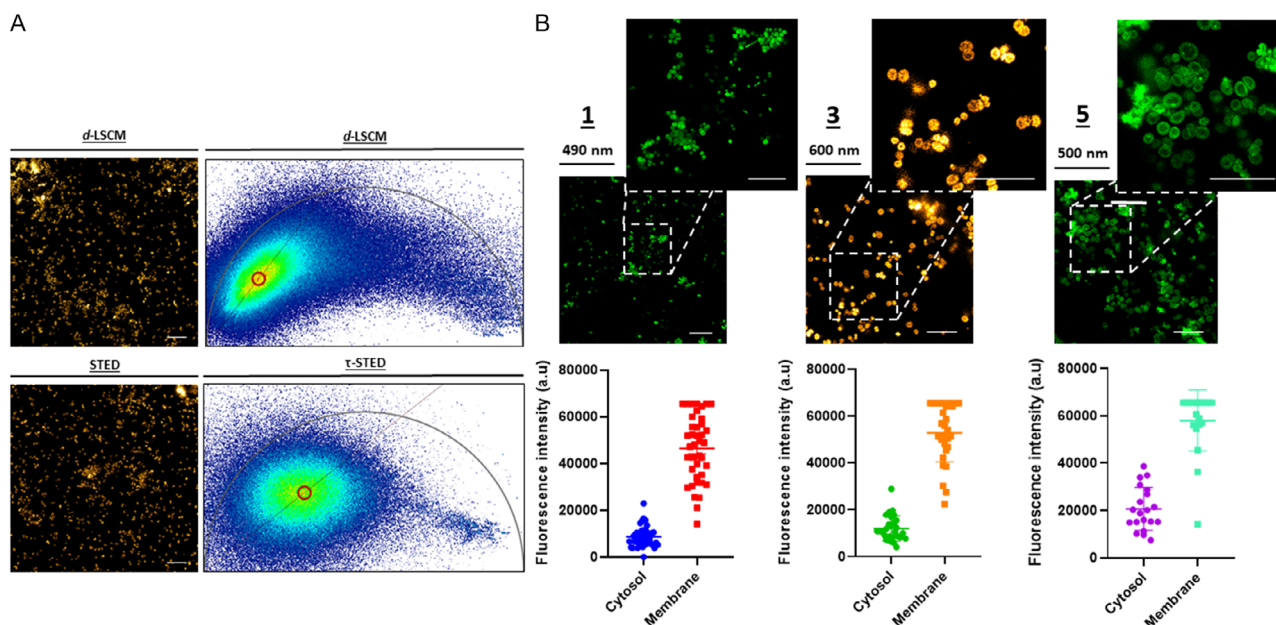 A
B
d-LSCM
d-LSCM
STED
τ-STED
1
490 nm
3
600 nm
5
500 nm
Fluorescence intensity (a.u)
80000
60000
40000
20000
0
Cytosol
Membrane
Fluorescence intensity (a.u)
80000
60000
40000
20000
0
Cytosol
Membrane
Fluorescence intensity (a.u)
80000
60000
40000
20000
0
Cytosol
Membrane